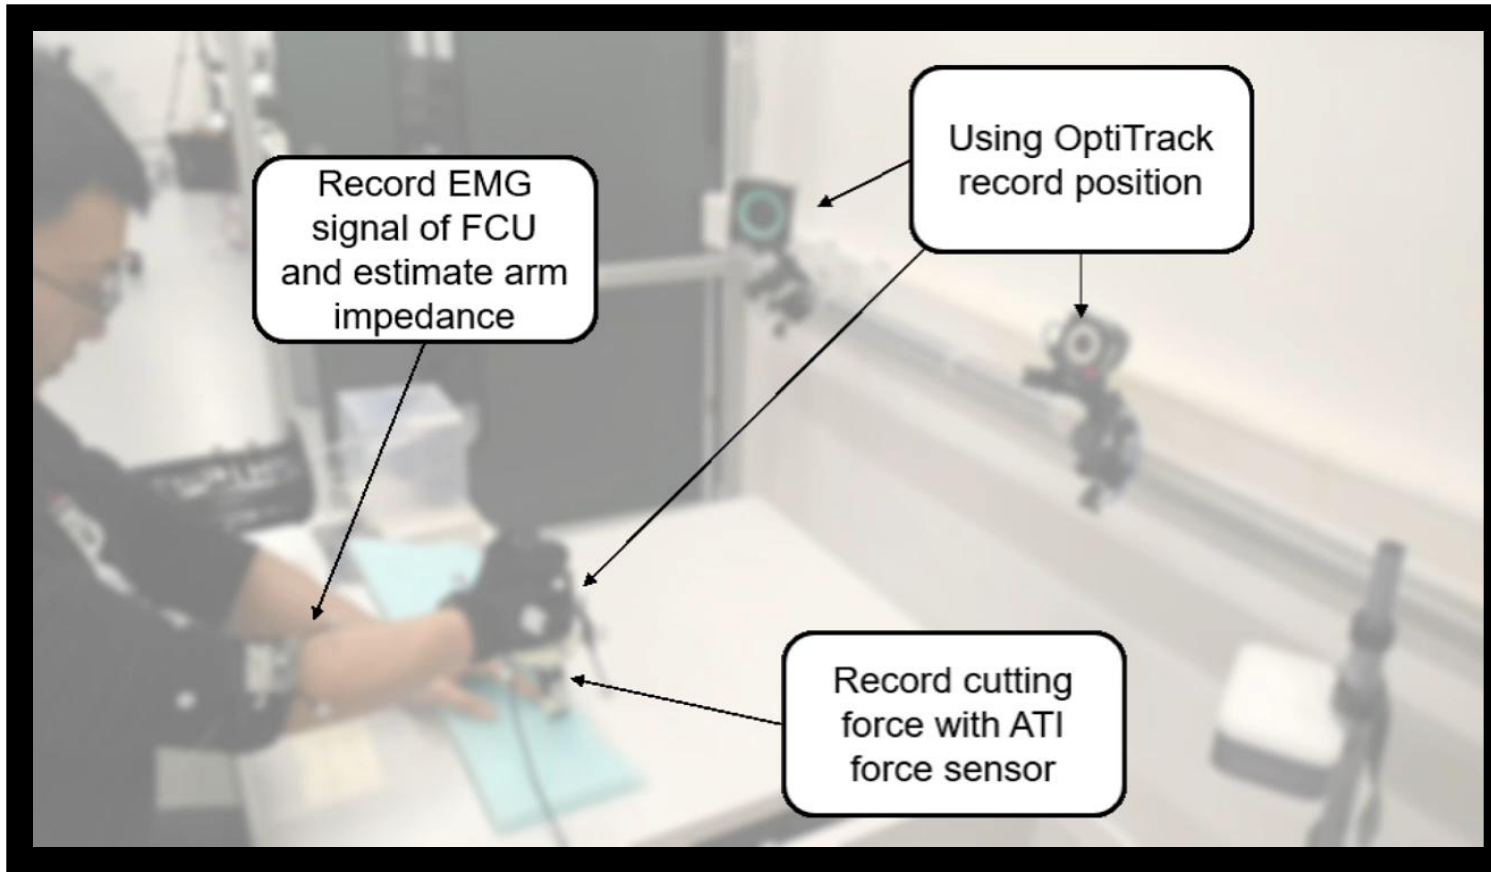 Record EMG
signal of FCU
and estimate arm
impedance
Using OptiTrack
record position
Record cutting
force with ATI
force sensor